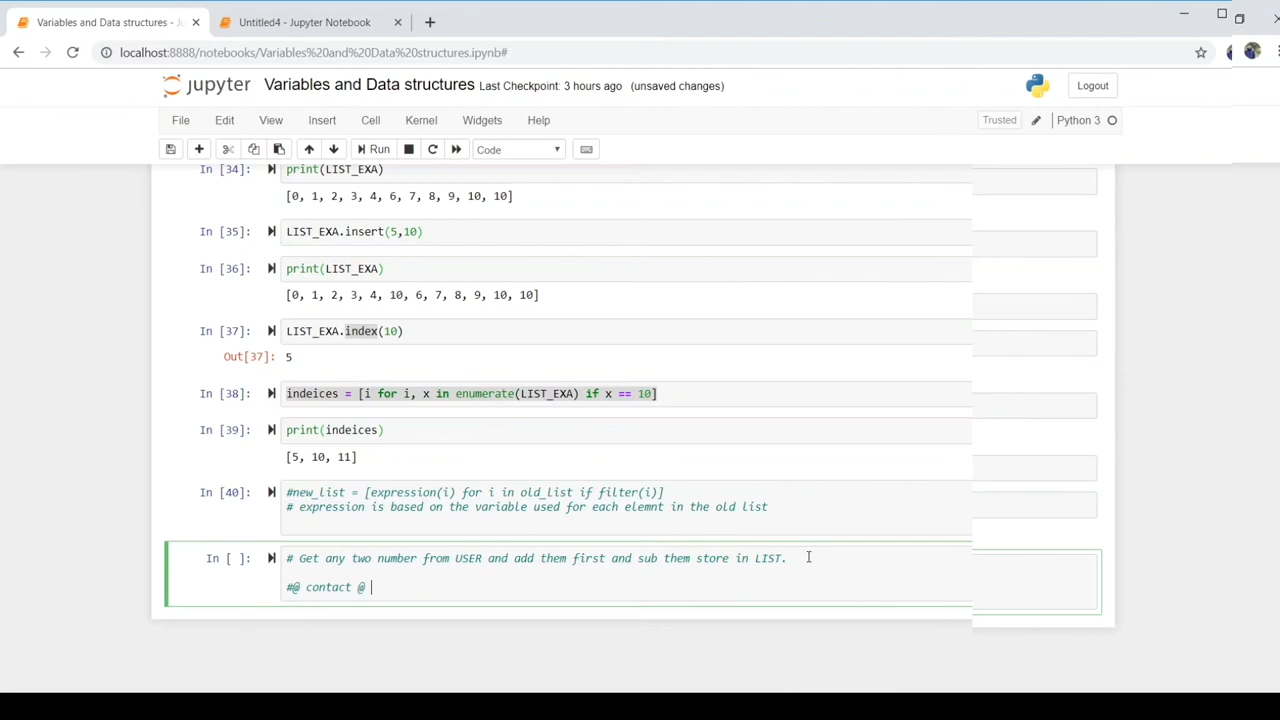 Variables and Data structures - Ju
Untitled4 - Jupyter Notebook
localhost:8888/notebooks/Variables%20and%20Data%20structures.ipynb#
jupyter Variables and Data structures Last Checkpoint: 3 hours ago (unsaved changes)
Logout
File Edit View Insert Cell Kernel Widgets Help
Trusted Python 3
Run Code
In [34]: print(LIST_EXA)
[0, 1, 2, 3, 4, 6, 7, 8, 9, 10, 10]
In [35]: LIST_EXA.insert(5,10)
In [36]: print(LIST_EXA)
[0, 1, 2, 3, 4, 10, 6, 7, 8, 9, 10, 10]
In [37]: LIST_EXA.index(10)
Out[37]: 5
In [38]: indeices = [i for i, x in enumerate(LIST_EXA) if x == 10]
In [39]: print(indeices)
[5, 10, 11]
In [40]: #new_list = [expression(i) for i in old_list if filter(i)]
# expression is based on the variable used for each elemnt in the old list
In [ ]: # Get any two number from USER and add them first and sub them store in LIST.
#@ contact @